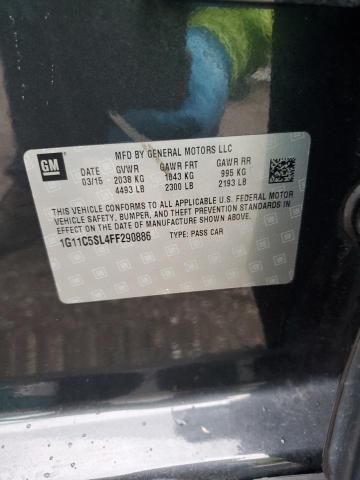 GM
MFD BY GENERAL MOTORS LLC
DATE GVWR GAWR FRT GAWR RR
03/15 2038 KG 1043 KG 995 KG
4493 LB 2300 LB 2193 LB
THIS VEHICLE CONFORMS TO ALL APPLICABLE U.S. FEDERAL MOTOR
VEHICLE SAFETY, BUMPER, AND THEFT PREVENTION STANDARDS IN
EFFECT ON THE DATE OF MANUFACTURE SHOWN ABOVE.
1G11C5SL4FF290886 TYPE: PASS CAR